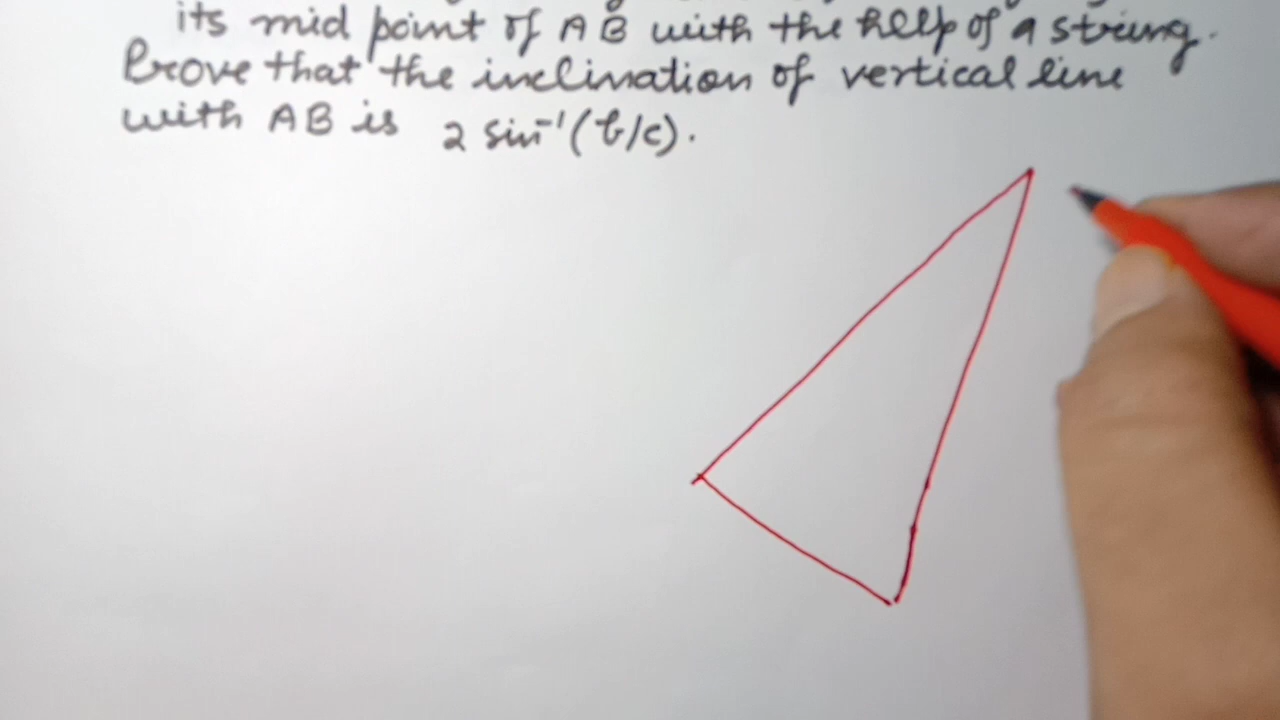 its mid point of AB with the help of a string.
Prove that the inclination of vertical line
with AB is 2 sin⁻¹(b/c).